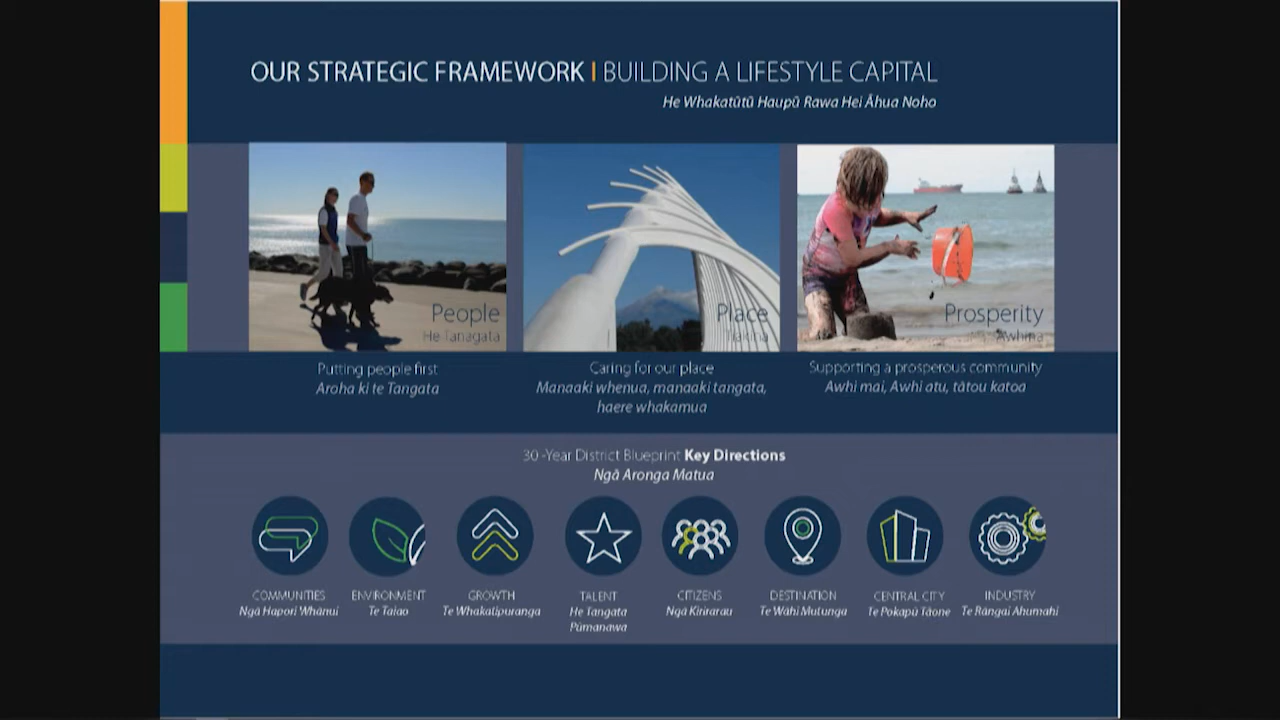 OUR STRATEGIC FRAMEWORK | BUILDING A LIFESTYLE CAPITAL
He Whakatūtū Haupū Rawa Hei Āhua Noho
People
He Tanagata
Place
Tiakina
Prosperity
Awhina
Putting people first
Aroha ki te Tangata
Caring for our place
Manaaki whenua, manaaki tangata,
haere whakamua
Supporting a prosperous community
Awhi mai, Awhi atu, tātou katoa
30 -Year District Blueprint Key Directions
Ngā Aronga Matua
COMMUNITIES
Ngā Hapori Whānui
ENVIRONMENT
Te Taiao
GROWTH
Te Whakatipuranga
TALENT
He Tangata
Pūmanawa
CITIZENS
Ngā Kirirarau
DESTINATION
Te Wāhi Mutunga
CENTRAL CITY
Te Pokapū Tāone
INDUSTRY
Te Rāngai Ahumahi